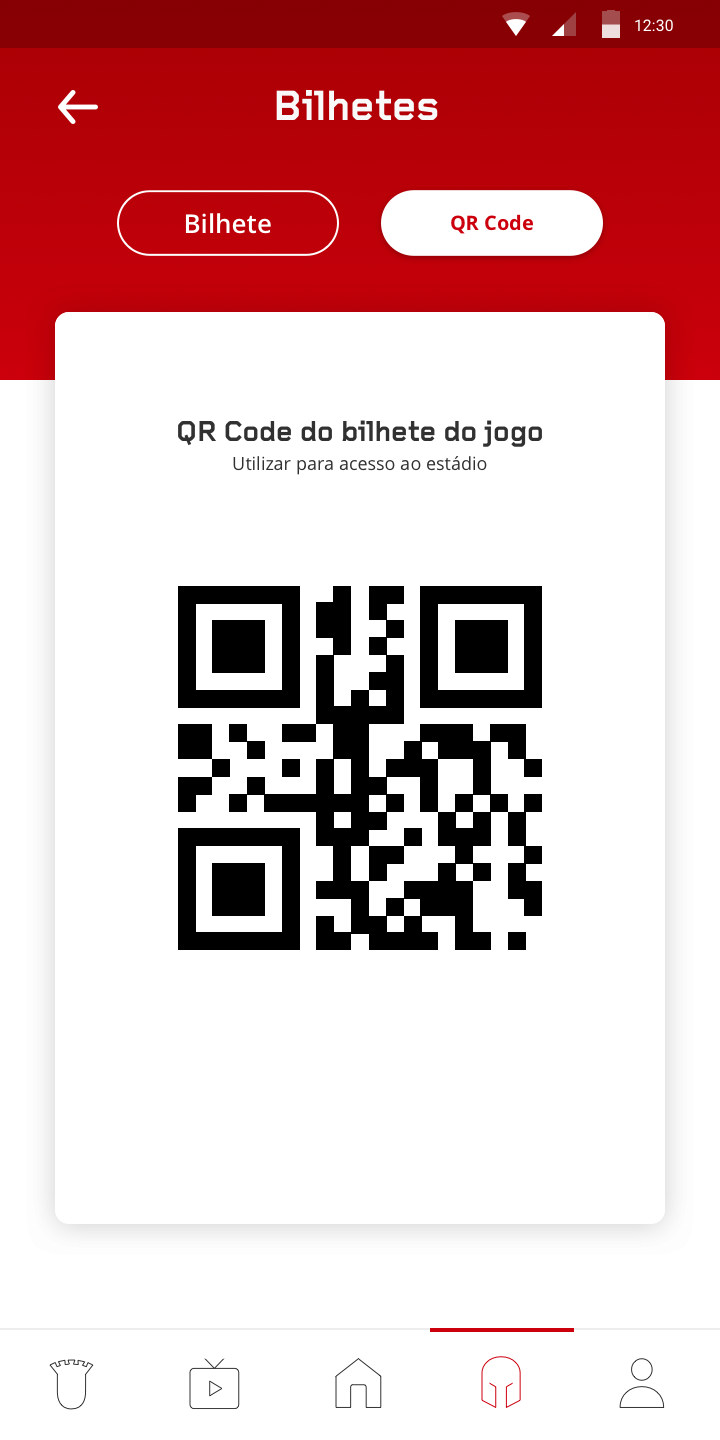 12:30
Bilhetes
Bilhete
QR Code
QR Code do bilhete do jogo
Utilizar para acesso ao estádio